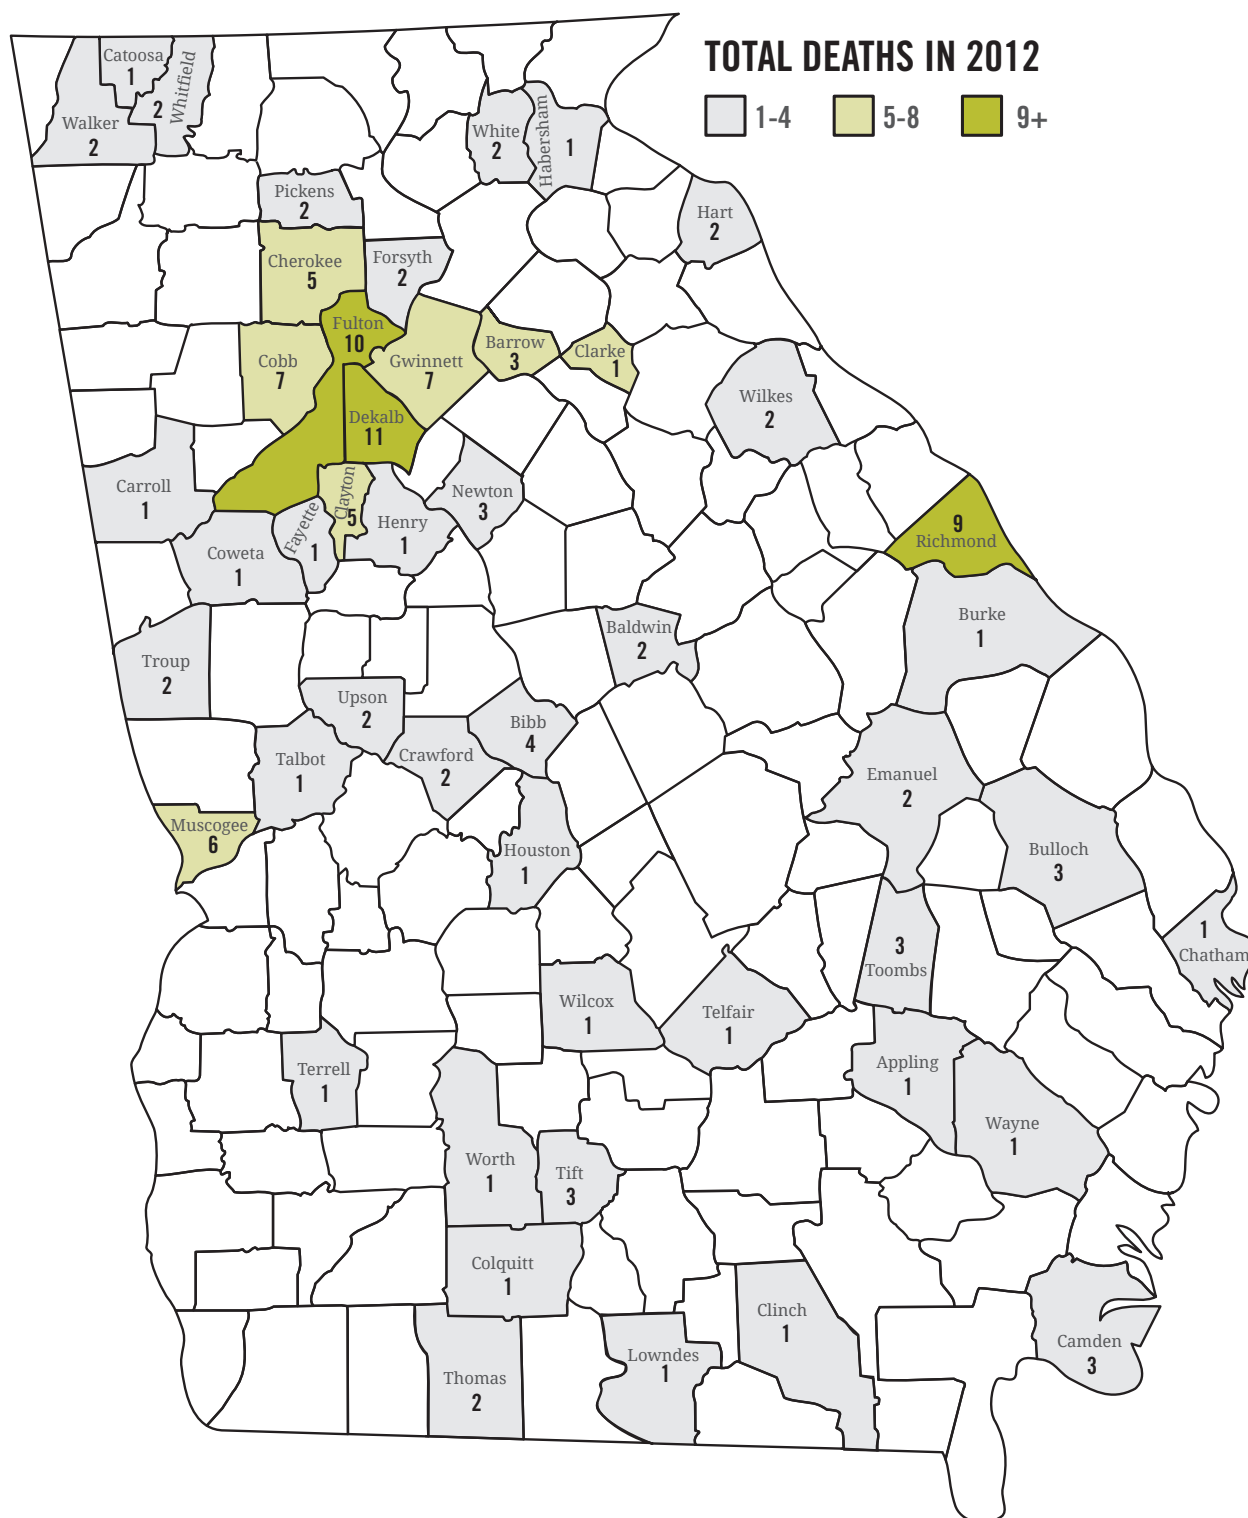 TOTAL DEATHS IN 2012
1-4
5-8
9+
Catoosa
1
Whitfield
2
Walker
2
White
2
Habersham
1
Pickens
2
Hart
2
Cherokee
5
Forsyth
2
Fulton
10
Cobb
7
Gwinnett
7
Barrow
3
Clarke
1
Dekalb
11
Wilkes
2
Carroll
1
Clayton
5
Newton
3
Fayette
1
Henry
1
Coweta
1
9
Richmond
Burke
1
Baldwin
2
Troup
2
Upson
2
Bibb
4
Talbot
1
Crawford
2
Emanuel
2
Muscogee
6
Houston
1
Bulloch
3
1
Chatham
3
Toombs
Wilcox
1
Telfair
1
Terrell
1
Appling
1
Wayne
1
Worth
1
Tift
3
Colquitt
1
Clinch
1
Camden
3
Lowndes
1
Thomas
2